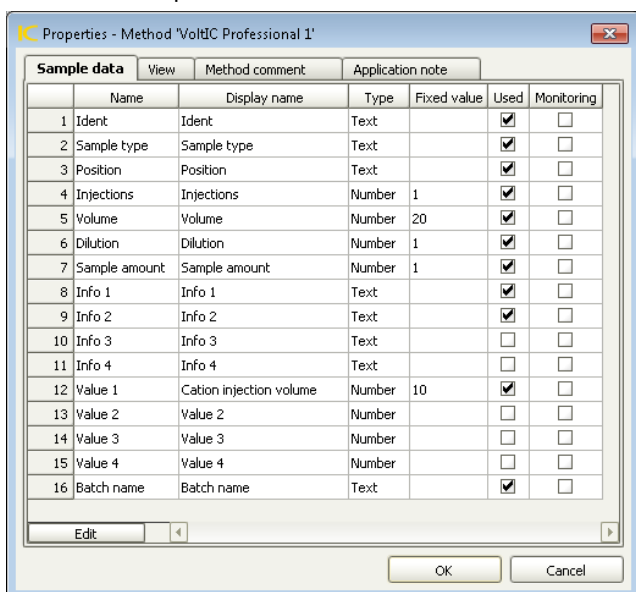 Properties - Method 'VoltIC Professional 1'
Sample data View Method comment Application note
Name Display name Type Fixed value Used Monitoring
1 Ident Ident Text
2 Sample type Sample type Text
3 Position Position Text
4 Injections Injections Number 1
5 Volume Volume Number 20
6 Dilution Dilution Number 1
7 Sample amount Sample amount Number 1
8 Info 1 Info 1 Text
9 Info 2 Info 2 Text
10 Info 3 Info 3 Text
11 Info 4 Info 4 Text
12 Value 1 Cation injection volume Number 10
13 Value 2 Value 2 Number
14 Value 3 Value 3 Number
15 Value 4 Value 4 Number
16 Batch name Batch name Text
Edit
OK Cancel